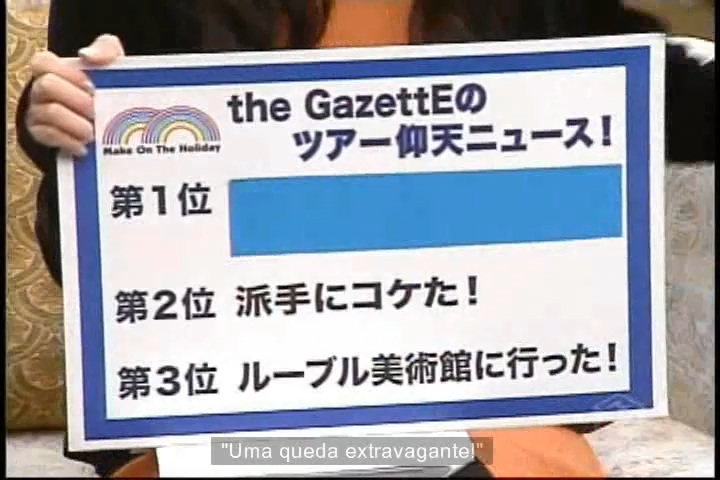 the GazettEの
ツアー仰天ニュース!
Make On The Holiday
第1位
第2位 派手にコケた!
第3位 ルーブル美術館に行った!
"Uma queda extravagante!"